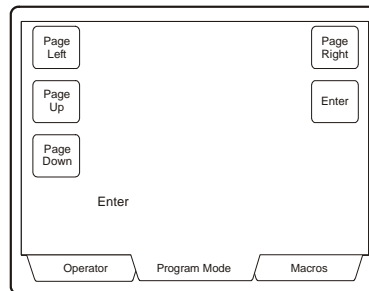 Page
Left
Page
Right
Page
Up
Enter
Page
Down
Enter
Operator
Program Mode
Macros